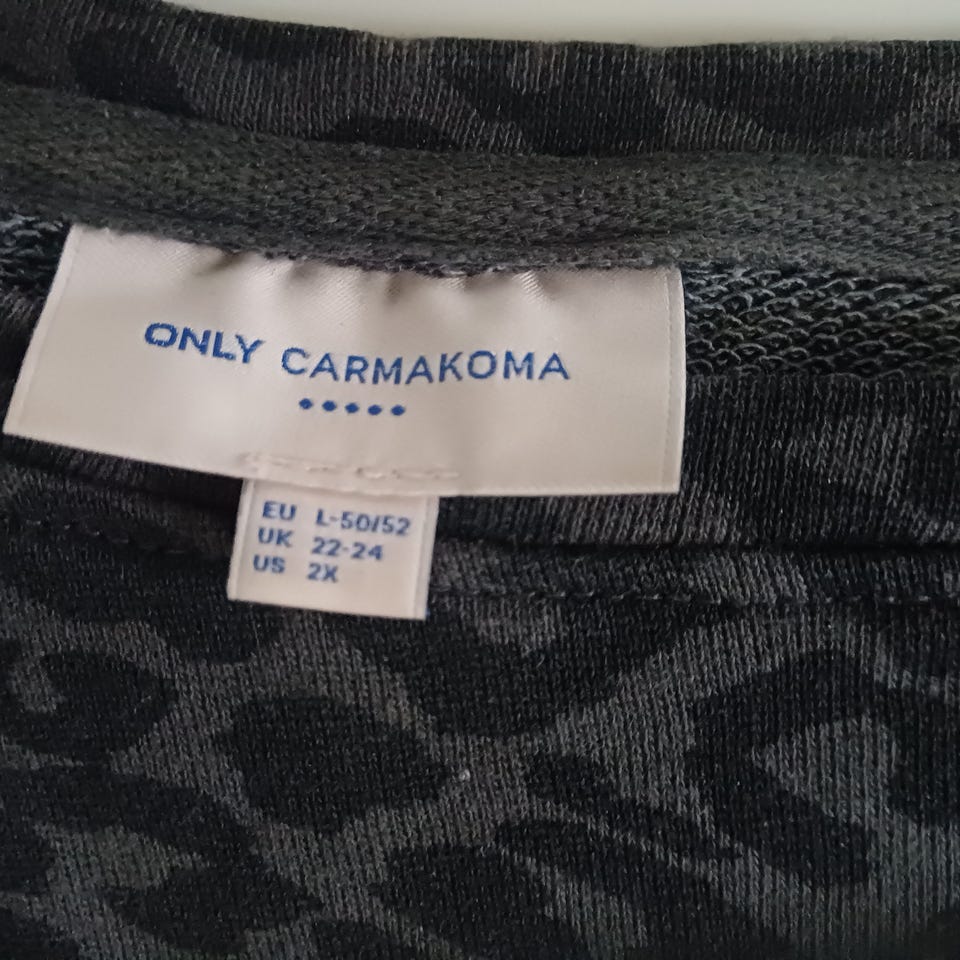 ONLY CARMAKOMA
EU L-50/52
UK 22-24
US 2X